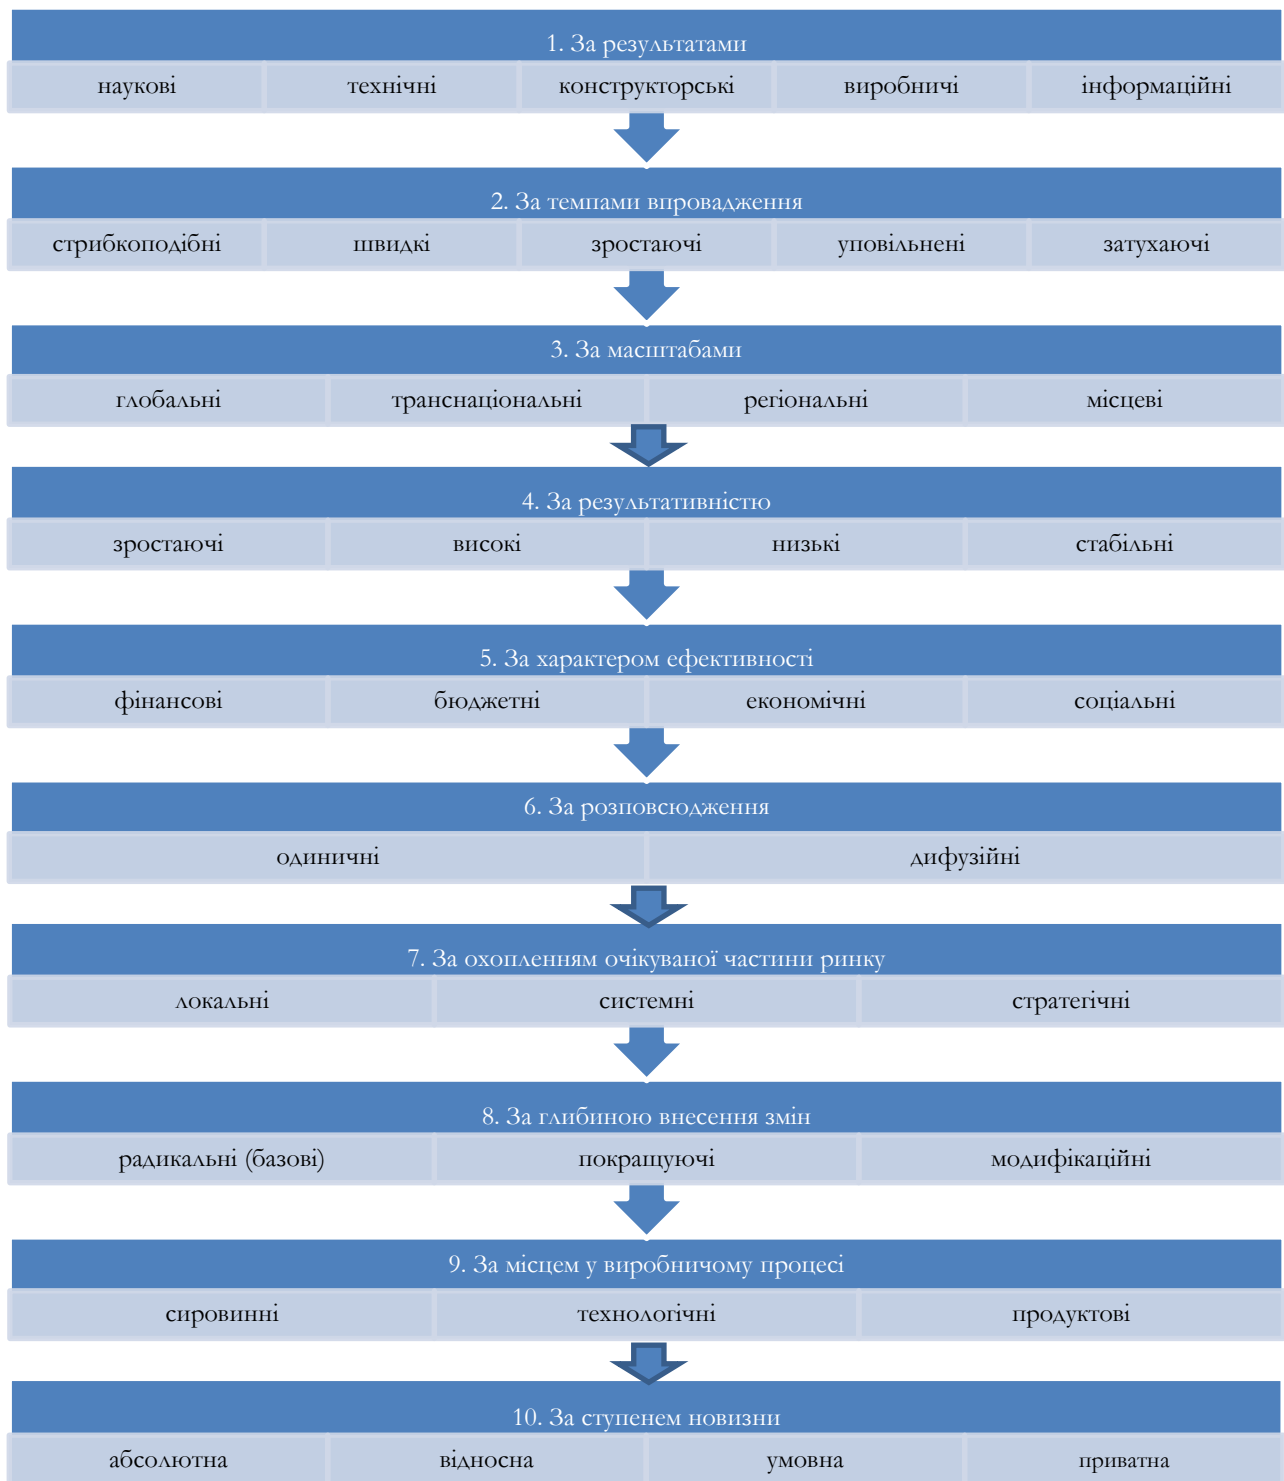 1. За результатами
наукові технічні конструкторські виробничі інформаційні
2. За темпами впровадження
стрибкоподібні швидкі зростаючі уповільнені затухаючі
3. За масштабами
глобальні транснаціональні регіональні місцеві
4. За результативністю
зростаючі високі низькі стабільні
5. За характером ефективності
фінансові бюджетні економічні соціальні
6. За розповсюдження
одиничні дифузійні
7. За охопленням очікуваної частини ринку
локальні системні стратегічні
8. За глибиною внесення змін
радикальні (базові) покращуючі модифікаційні
9. За місцем у виробничому процесі
сировинні технологічні продуктові
10. За ступенем новизни
абсолютна відносна умовна приватна